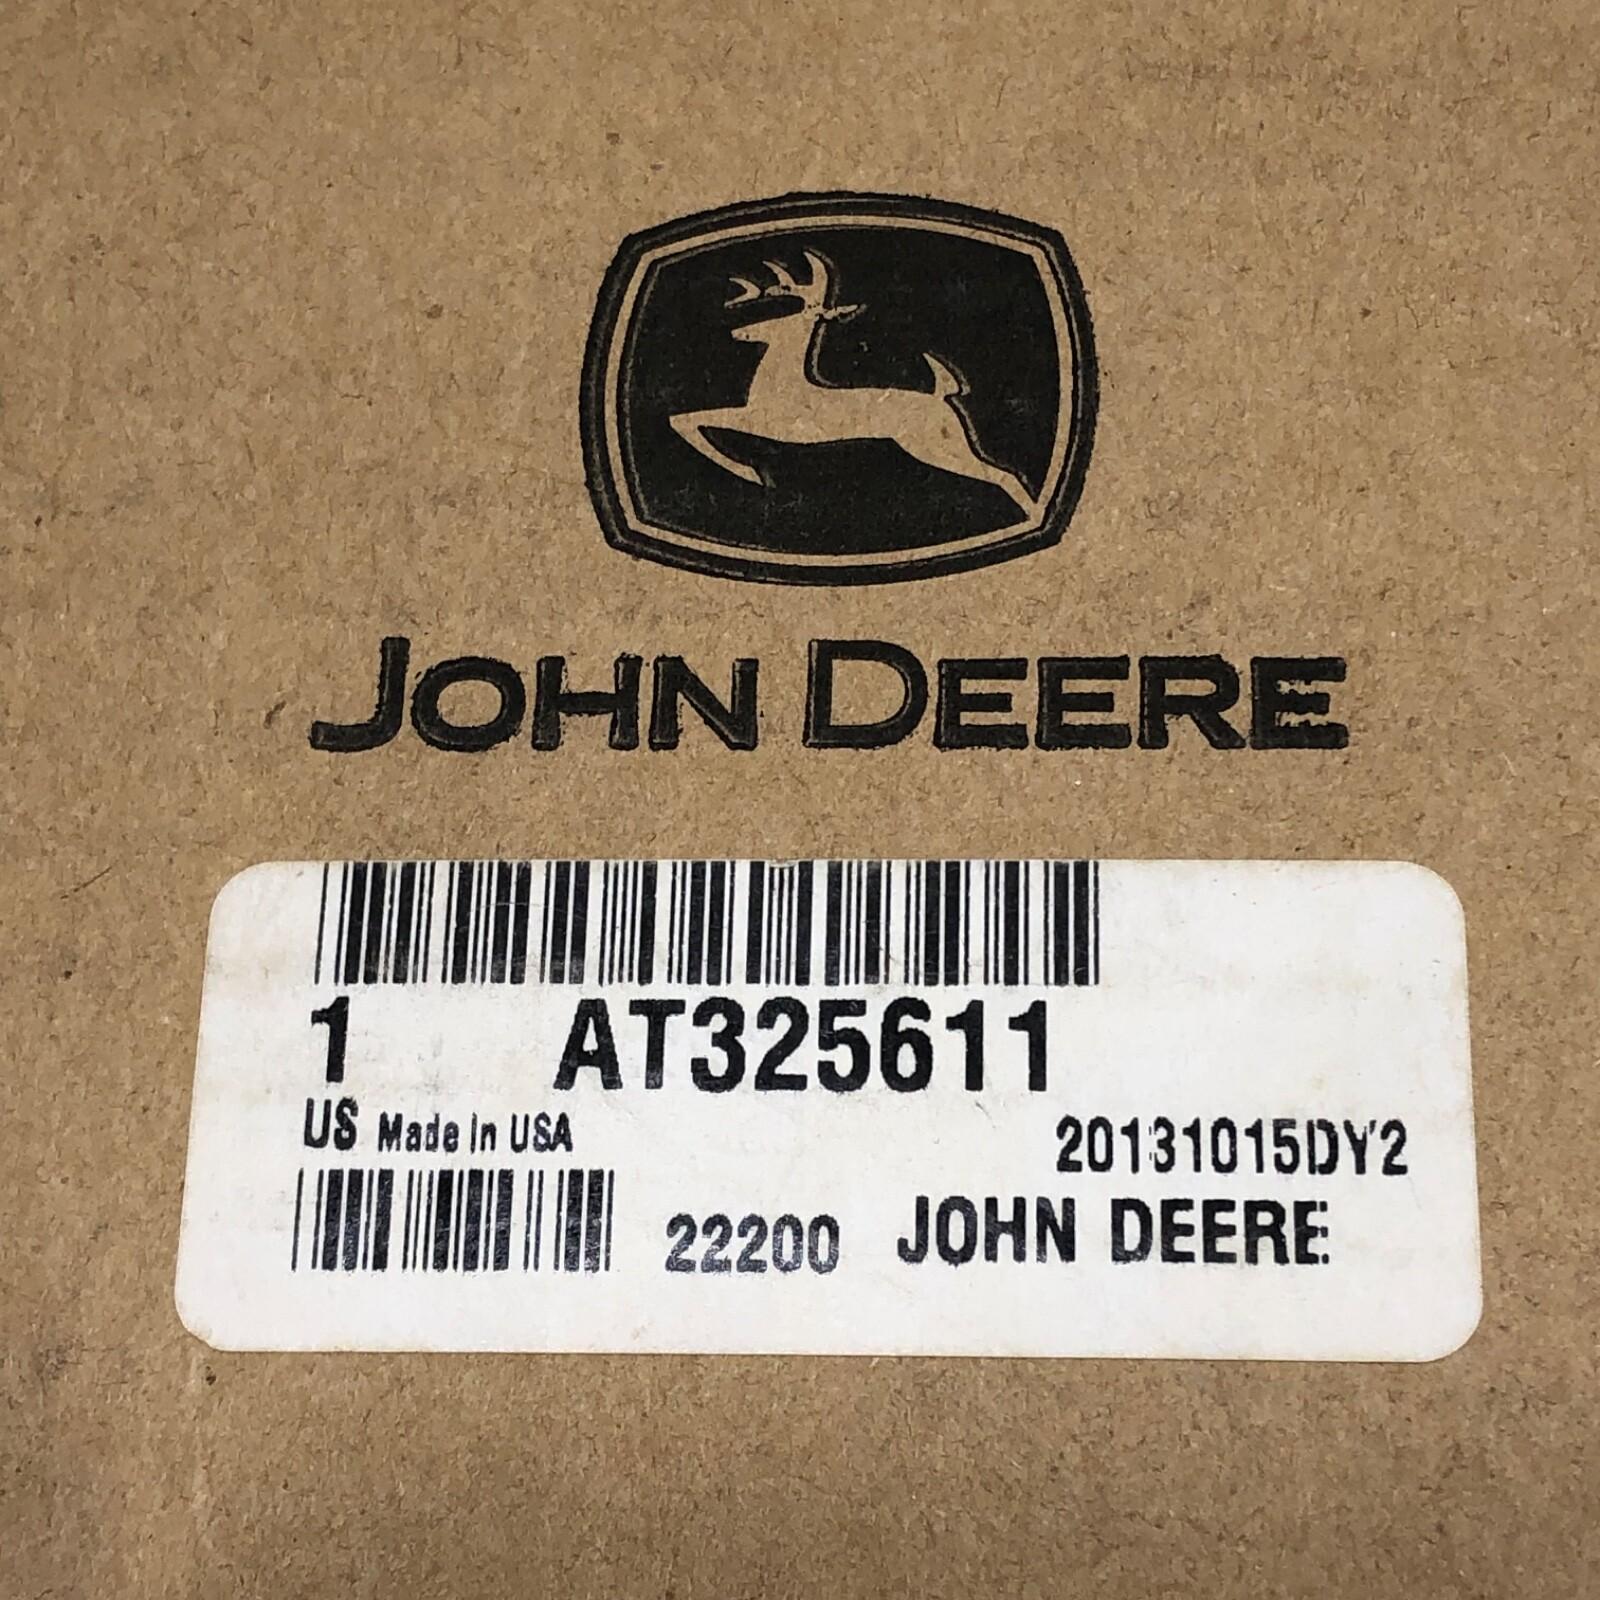 JOHN DEERE
1 AT325611
US Made In USA
20131015DY2
22200 JOHN DEERE